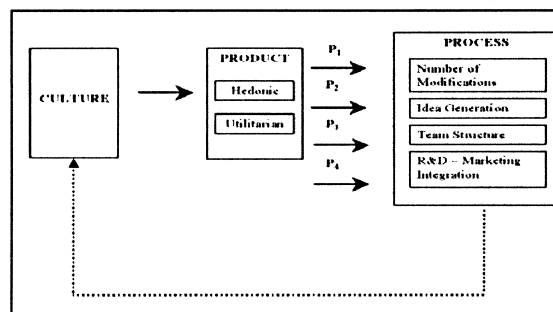 CULTURE
PRODUCT
Hedonic
Utilitarian
P1
P2
P3
P4
PROCESS
Number of
Modifications
Idea Generation
Team Structure
R&D – Marketing
Integration